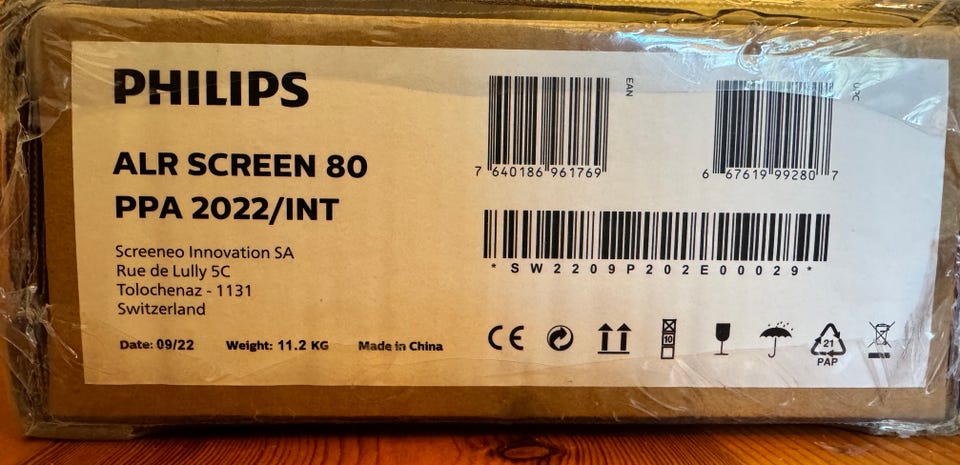 PHILIPS
ALR SCREEN 80
PPA 2022/INT
Screeneo Innovation SA
Rue de Lully 5C
Tolochenaz - 1131
Switzerland
Date: 09/22 Weight: 11.2 KG Made in China
EAN
7 640186 961769
UPC
6 67619 99280 7
*SW2209P202E00029*
CE
10
21
PAP